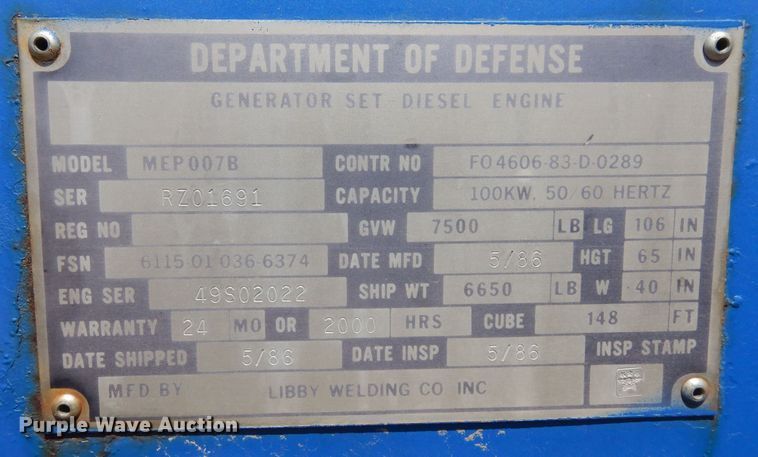 DEPARTMENT OF DEFENSE
GENERATOR SET DIESEL ENGINE
MODEL MEP007B CONTR NO FO4606-83-D-0289
SER RZ01691 CAPACITY 100KW, 50/60 HERTZ
REG NO GVW 7500 LB LG 106 IN
FSN 6115-01-036-6374 DATE MFD 5/86 HGT 65 IN
ENG SER 49S02022 SHIP WT 6650 LB W 40 IN
WARRANTY 24 MO OR 2000 HRS CUBE 148 FT
DATE SHIPPED 5/86 DATE INSP 5/86 INSP STAMP
MFD BY LIBBY WELDING CO INC
Purple Wave Auction